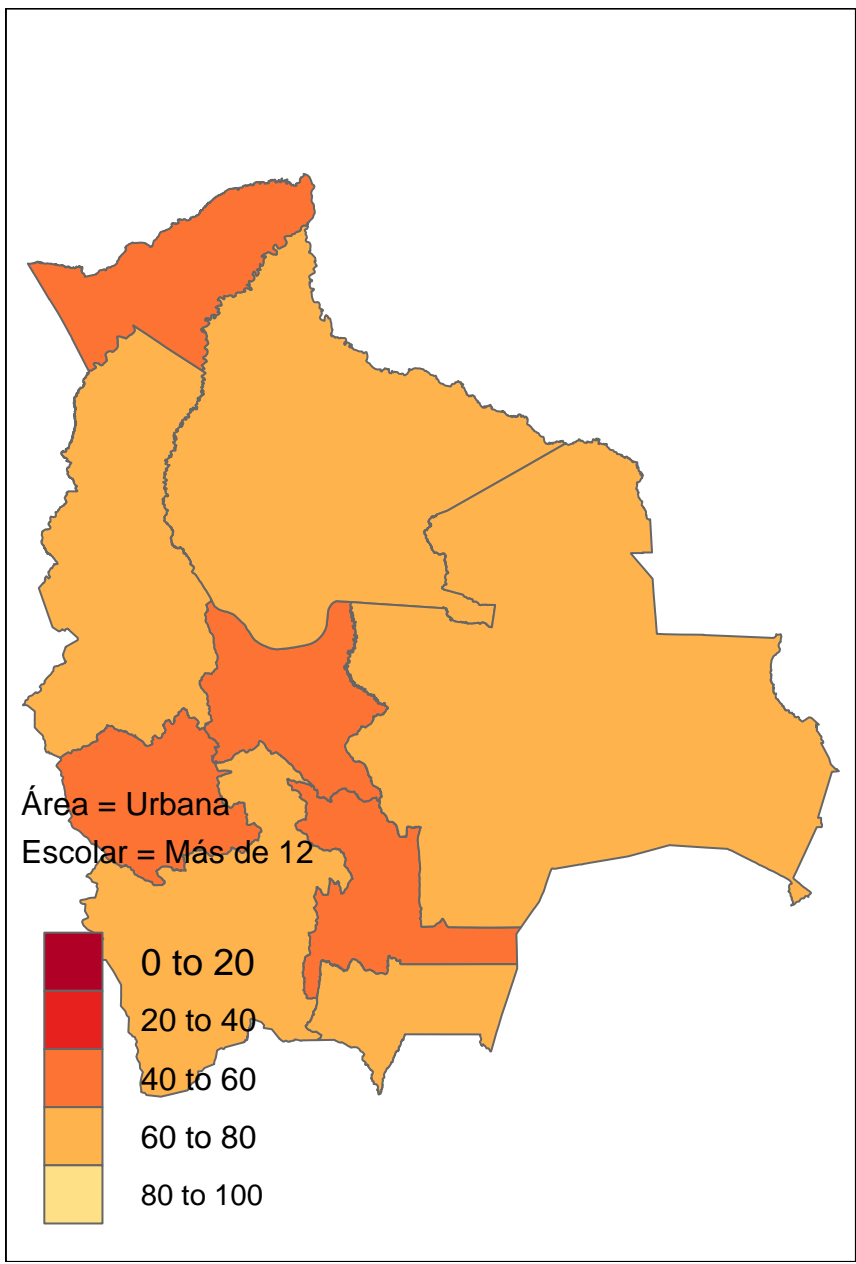 Área = Urbana
Escolar = Más de 12
0 to 20
20 to 40
40 to 60
60 to 80
80 to 100